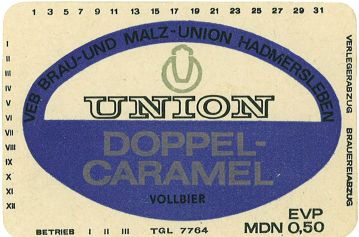 1 3 5 7 9 11 13 15 17 19 21 23 25 27 29 31
VEB BRAU-UND MALZ-UNION HADMERSLEBEN
I
II
III
IV
V
VI
VII
VIII
IX
X
XI
XII
U
UNION
DOPPEL-
CARAMEL
VOLLBIER
VERLEGERABZUG
BRAUEREIABZUG
EVP
BETRIEB I II III TGL 7764 MDN 0,50